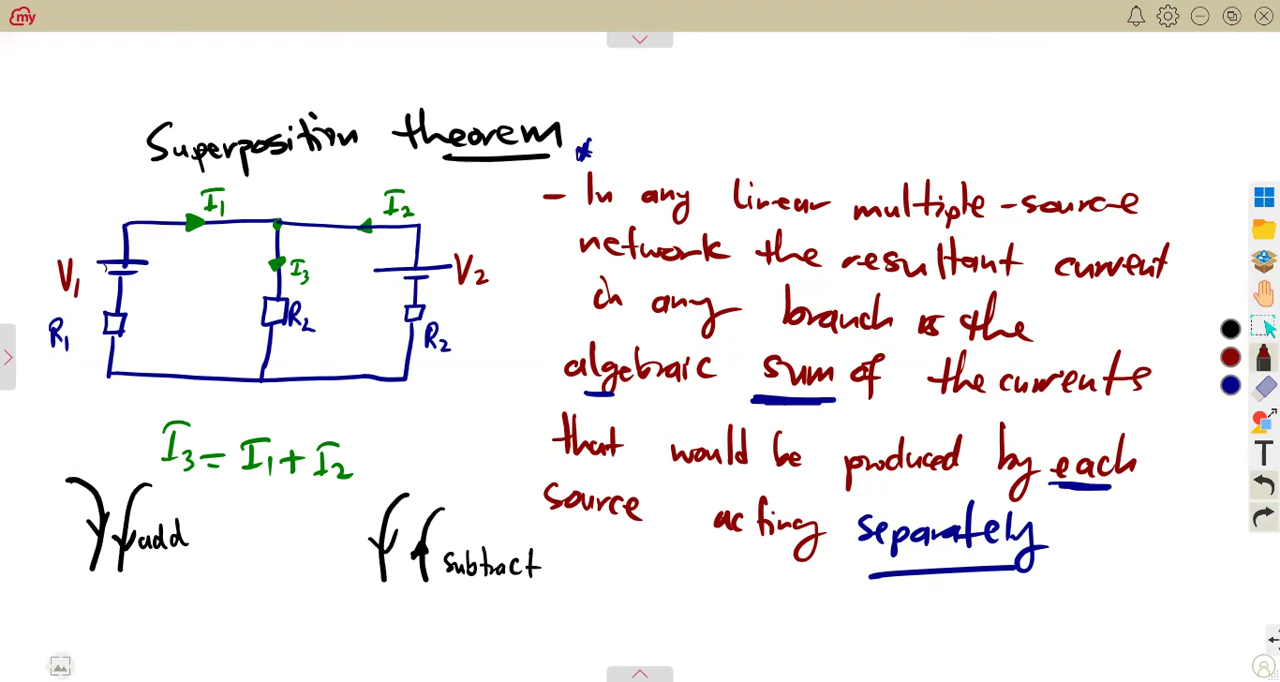 my
Superposition theorem
I1
I2
I3
V1
V2
R1
R2
R2
I3 = I1 + I2
add
subtract
- In any linear multiple-source
network the resultant current
in any branch is the
algebraic sum of the currents
that would be produced by each
source acting separately
T